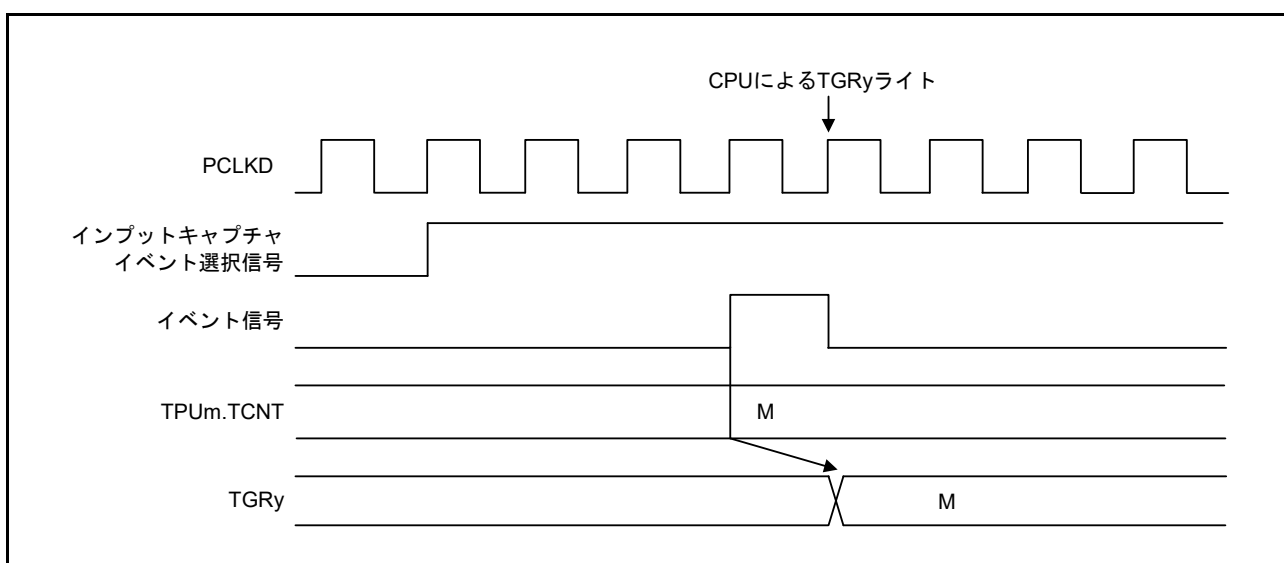 CPUによるTGRyライト
PCLKD
インプットキャプチャ
イベント選択信号
イベント信号
TPUm.TCNT
M
TGRy
M